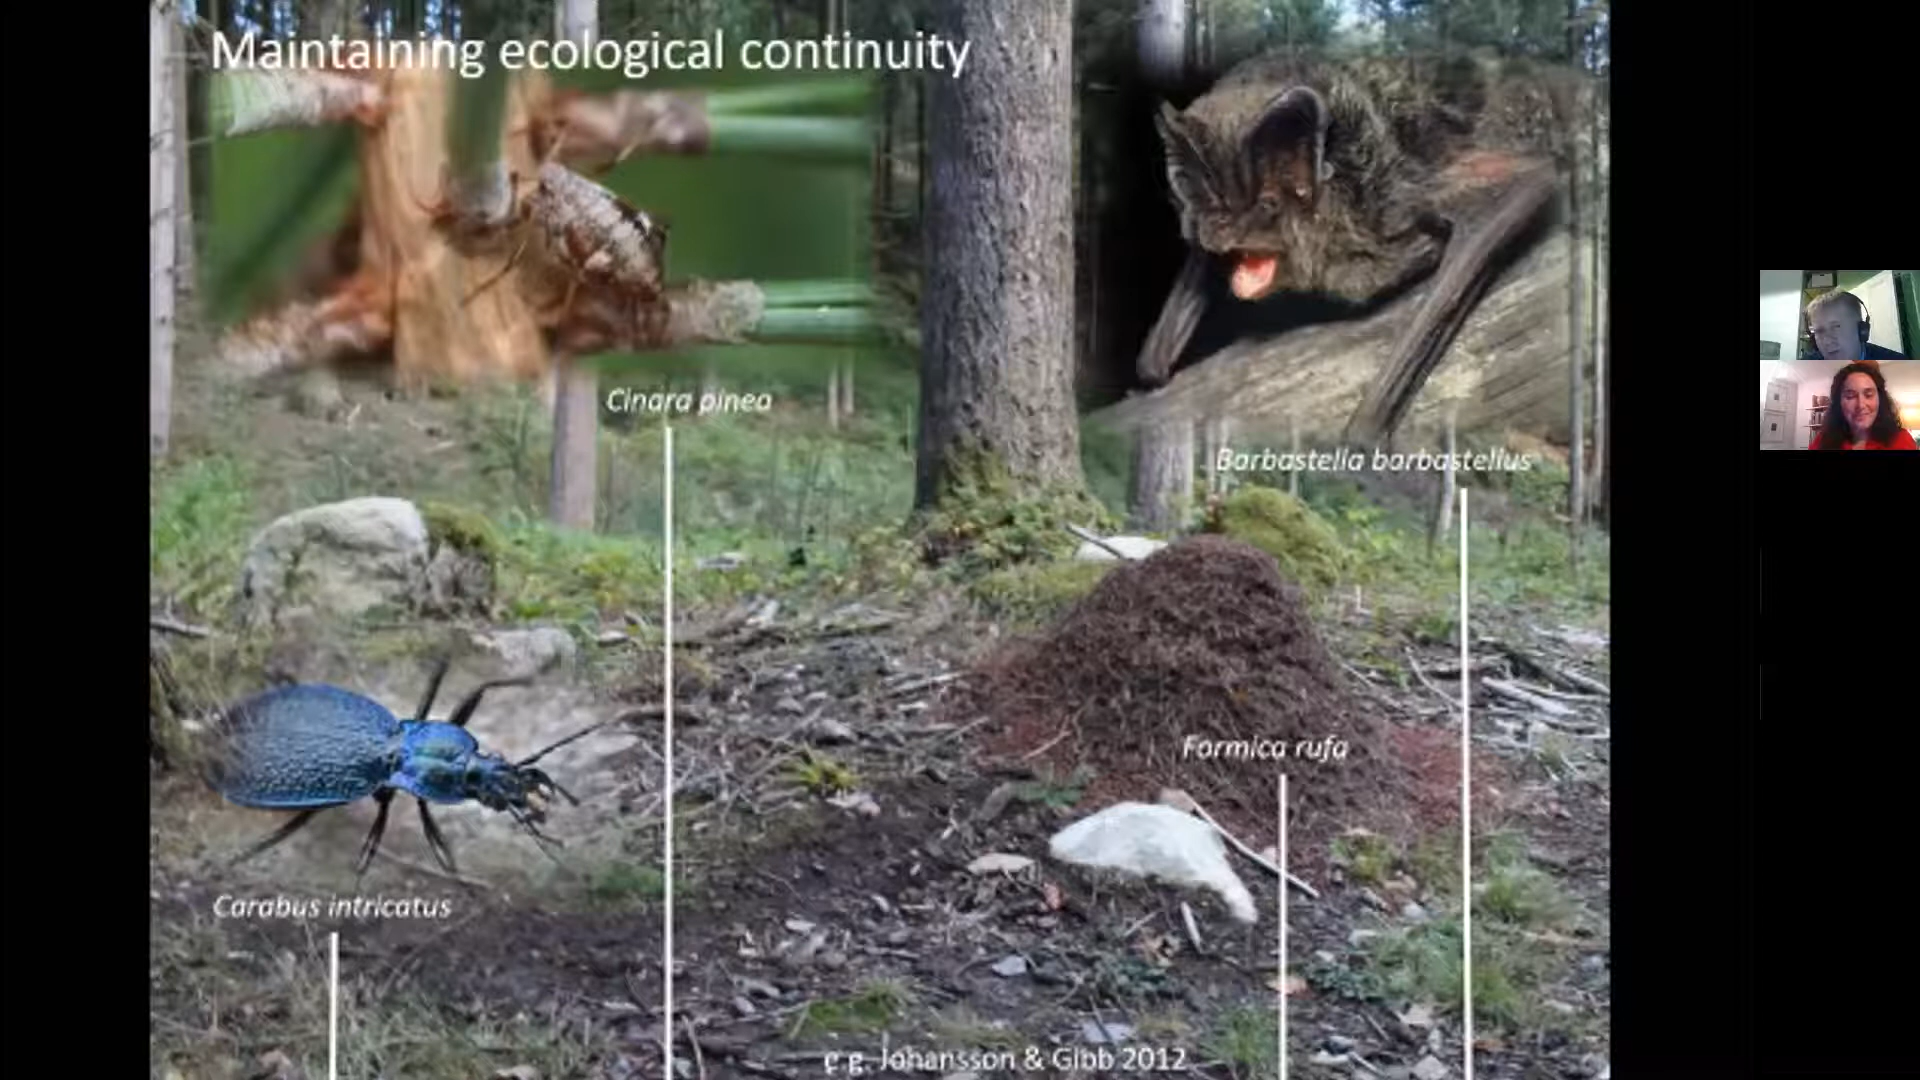 Maintaining ecological continuity
Cinara pinea
Barbastella barbastellus
Formica rufa
Carabus intricatus
e.g. Johansson & Gibb 2012